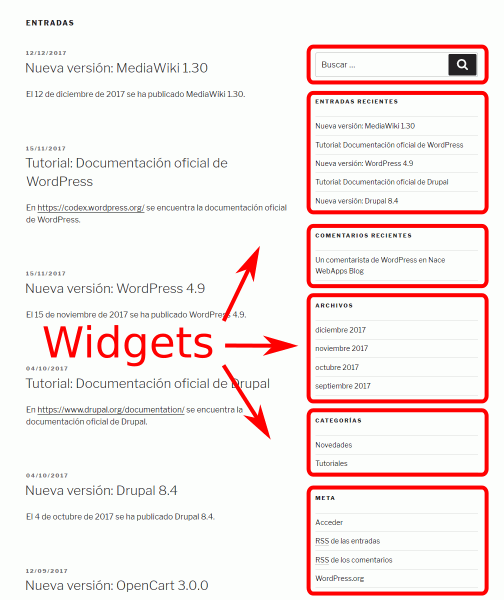 ENTRADAS
12/12/2017
Nueva versión: MediaWiki 1.30
El 12 de diciembre de 2017 se ha publicado MediaWiki 1.30.
15/11/2017
Tutorial: Documentación oficial de
WordPress
En https://codex.wordpress.org/ se encuentra la documentación oficial
de WordPress.
15/11/2017
Nueva versión: WordPress 4.9
El 15 de noviembre de 2017 se ha publicado WordPress 4.9.
Widgets
04/10/2017
Tutorial: Documentación oficial de Drupal
En https://www.drupal.org/documentation/ se encuentra la
documentación oficial de Drupal.
04/10/2017
Nueva versión: Drupal 8.4
El 4 de octubre de 2017 se ha publicado Drupal 8.4.
12/09/2017
Nueva versión: OpenCart 3.0.0
Buscar ...
ENTRADAS RECIENTES
Nueva versión: MediaWiki 1.30
Tutorial: Documentación oficial de WordPress
Nueva versión: WordPress 4.9
Tutorial: Documentación oficial de Drupal
Nueva versión: Drupal 8.4
COMENTARIOS RECIENTES
Un comentarista de WordPress en Nace
WebApps Blog
ARCHIVOS
diciembre 2017
noviembre 2017
octubre 2017
septiembre 2017
CATEGORÍAS
Novedades
Tutoriales
META
Acceder
RSS de las entradas
RSS de los comentarios
WordPress.org